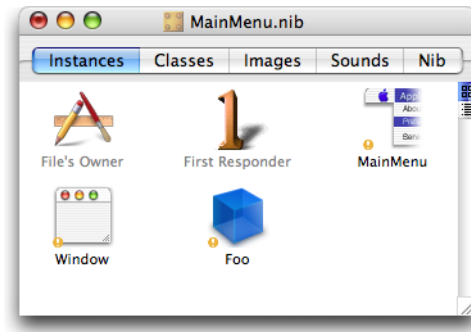 MainMenu.nib
Instances Classes Images Sounds Nib
File's Owner First Responder MainMenu
Window Foo